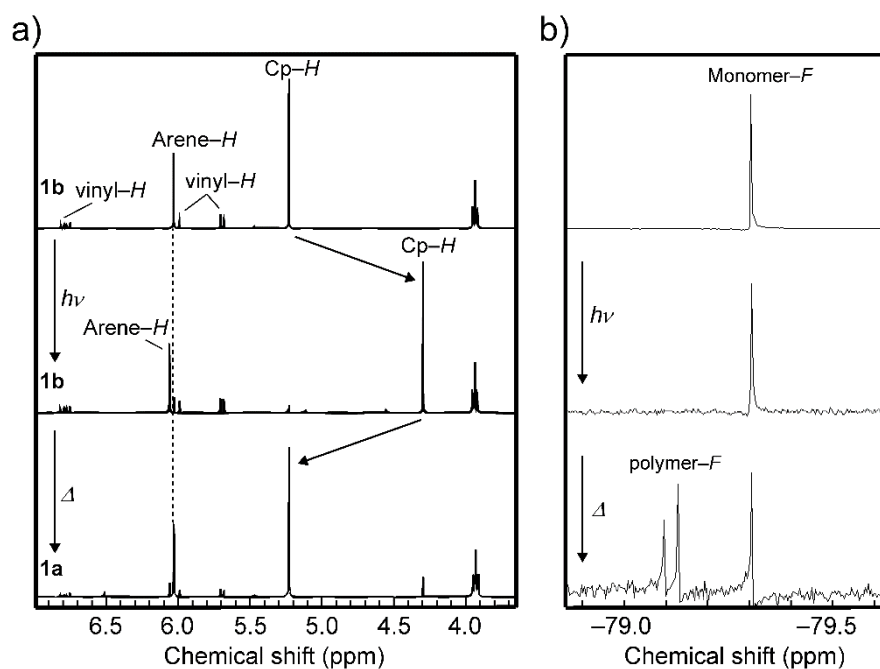 a)
Cp–H
Arene–H
1b
vinyl–H
vinyl–H
hν
Cp–H
Arene–H
1b
Δ
1a
6.5 6.0 5.5 5.0 4.5 4.0
Chemical shift (ppm)
b)
Monomer–F
hν
polymer–F
Δ
–79.0 –79.5
Chemical shift (ppm)